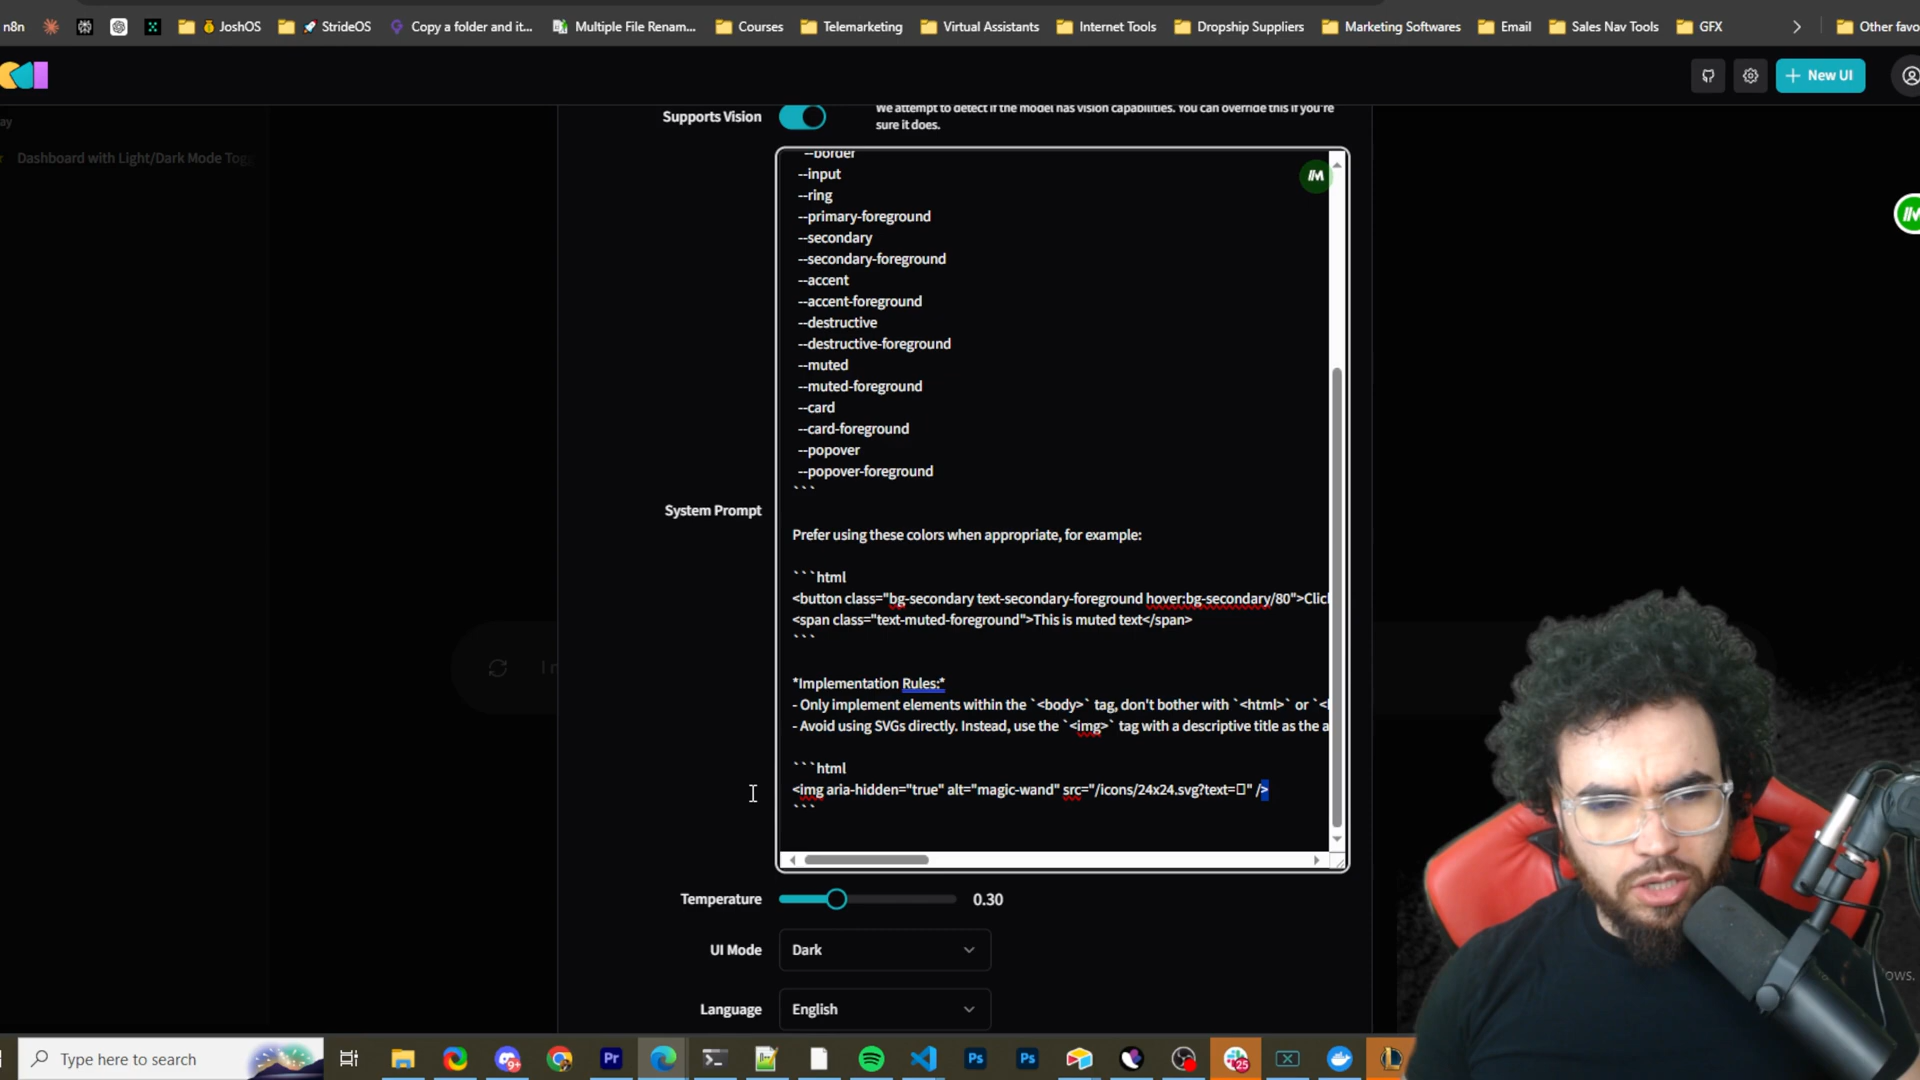 n8n
JoshOS
StrideOS
Copy a folder and it...
Multiple File Renam...
Courses
Telemarketing
Virtual Assistants
Internet Tools
Dropship Suppliers
Marketing Softwares
Email
Sales Nav Tools
GFX
Other favo
New UI
ay
Dashboard with Light/Dark Mode Togg
Supports Vision
We attempt to detect if the model has vision capabilities. You can override this if you're
sure it does.
--border
--input
--ring
--primary-foreground
--secondary
--secondary-foreground
--accent
--accent-foreground
--destructive
--destructive-foreground
--muted
--muted-foreground
--card
--card-foreground
--popover
--popover-foreground
```
System Prompt
Prefer using these colors when appropriate, for example:
```html
<button class="bg-secondary text-secondary-foreground hover:bg-secondary/80">Clic
<span class="text-muted-foreground">This is muted text</span>
```
*Implementation Rules:*
- Only implement elements within the `<body>` tag, don't bother with `<html>` or `<
- Avoid using SVGs directly. Instead, use the `<img>` tag with a descriptive title as the a
```html
<img aria-hidden="true" alt="magic-wand" src="/icons/24x24.svg?text=□" />
```
Temperature
0.30
UI Mode
Dark
Language
English
ows.
Type here to search
9+
Pr
Ps
Ps
25